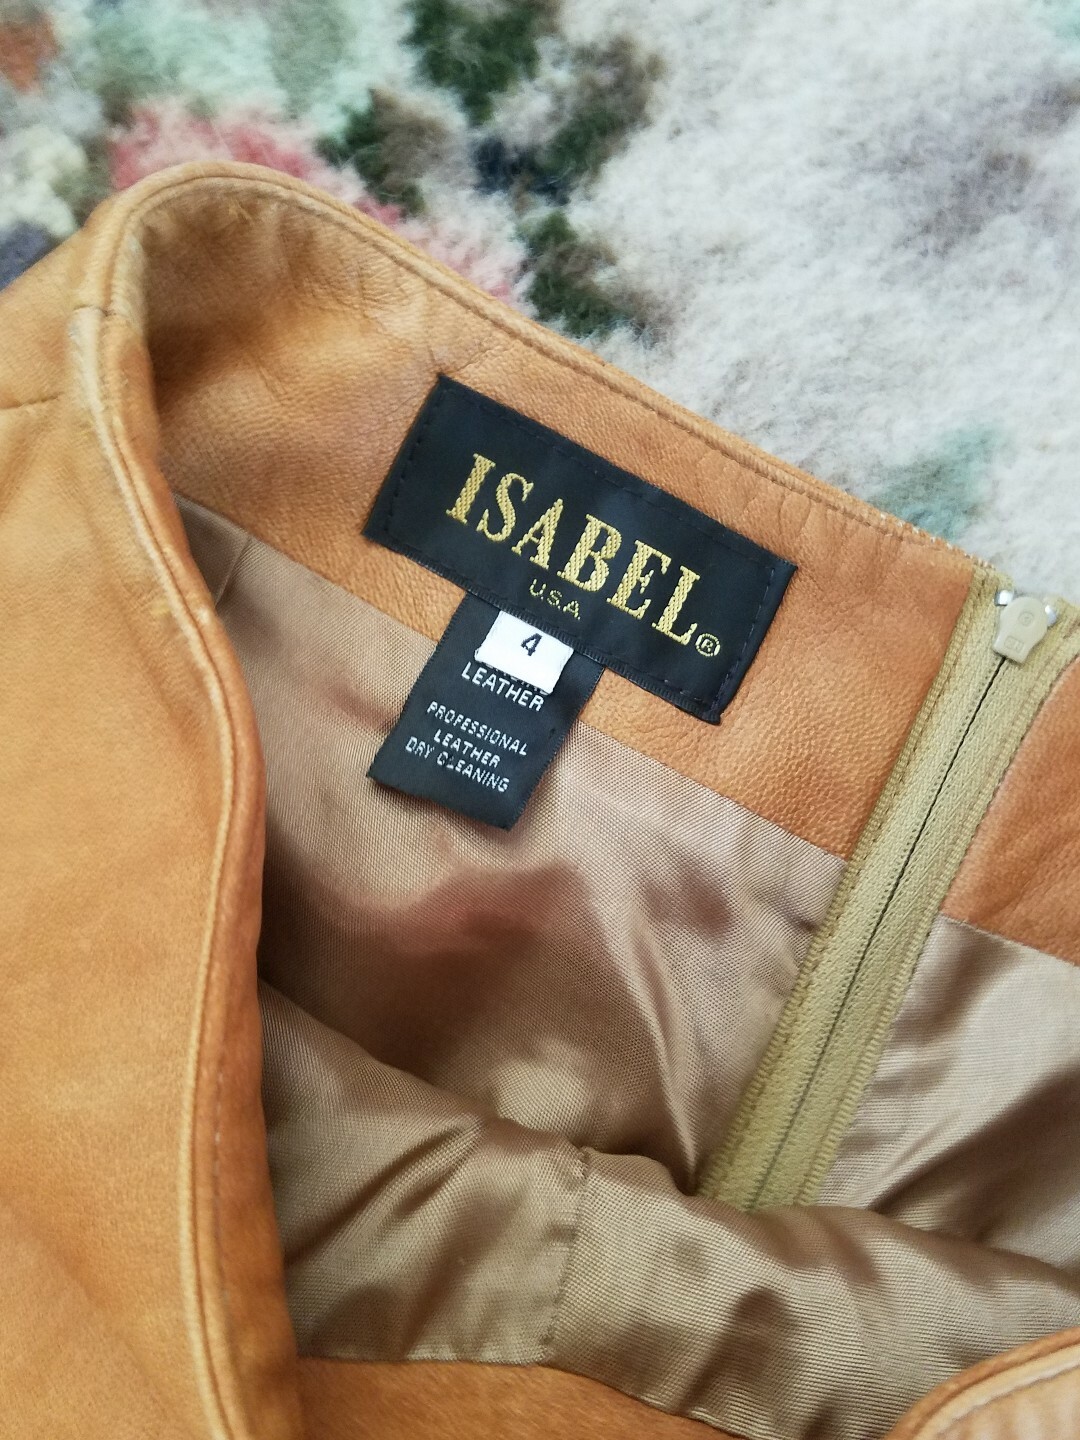 ISABEL®
U.S.A.
4
LEATHER
PROFESSIONAL
LEATHER
DRY CLEANING